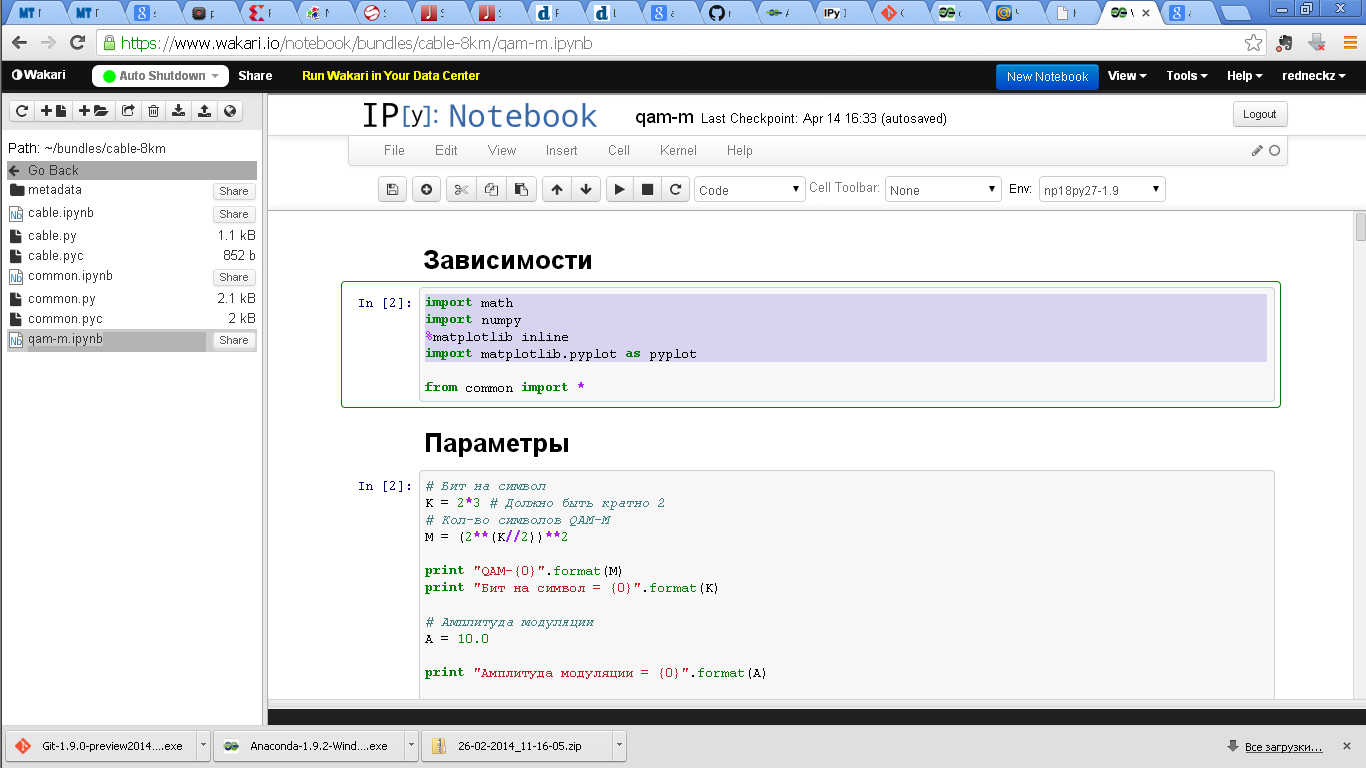 MT
MT
https://www.wakari.io/notebook/bundles/cable-8km/qam-m.ipynb
Wakari
Auto Shutdown
Share
Run Wakari in Your Data Center
New Notebook
View
Tools
Help
redneckz
Path: ~/bundles/cable-8km
Go Back
metadata Share
cable.ipynb Share
cable.py 1.1 kB
cable.pyc 852 b
common.ipynb Share
common.py 2.1 kB
common.pyc 2 kB
qam-m.ipynb Share
IP[y]: Notebook
qam-m Last Checkpoint: Apr 14 16:33 (autosaved)
Logout
File Edit View Insert Cell Kernel Help
Code Cell Toolbar: None Env: np18py27-1.9
Зависимости
In [2]:
import math
import numpy
%matplotlib inline
import matplotlib.pyplot as pyplot
from common import *
Параметры
In [2]:
# Бит на символ
K = 2*3 # Должно быть кратно 2
# Кол-во символов QAM-M
M = (2**(K//2))**2
print "QAM-{0}".format(M)
print "Бит на символ = {0}".format(K)
# Амплитуда модуляции
A = 10.0
print "Амплитуда модуляции = {0}".format(A)
Git-1.9.0-preview2014....exe
Anaconda-1.9.2-Wind....exe
26-02-2014_11-16-05.zip
Все загрузки...